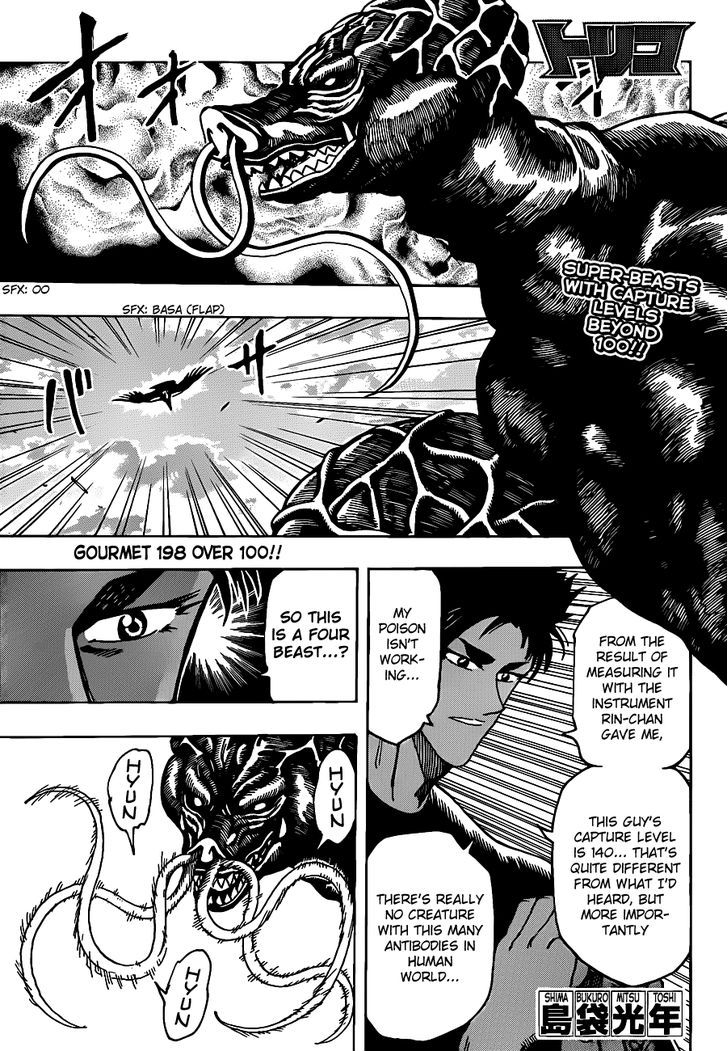 トリコ
オオ
SUPER-BEASTS
WITH CAPTURE
LEVELS
BEYOND
100!!
SFX: OO
SFX: BASA (FLAP)
バサ
GOURMET 198 OVER 100!!
FROM THE
RESULT OF
MEASURING IT
WITH THE
INSTRUMENT
RIN-CHAN
GAVE ME,
THIS GUY'S
CAPTURE LEVEL
IS 140... THAT'S
QUITE DIFFERENT
FROM WHAT I'D
HEARD, BUT
MORE IMPOR-
TANTLY
MY
POISON
ISN'T
WORK-
ING...
THERE'S REALLY
NO CREATURE
WITH THIS MANY
ANTIBODIES IN
HUMAN
WORLD...
SO THIS
IS A FOUR
BEAST...?
HYUN
HYUN
HYUN
SHIMA BUKURO MITSU TOSHI
島袋光年